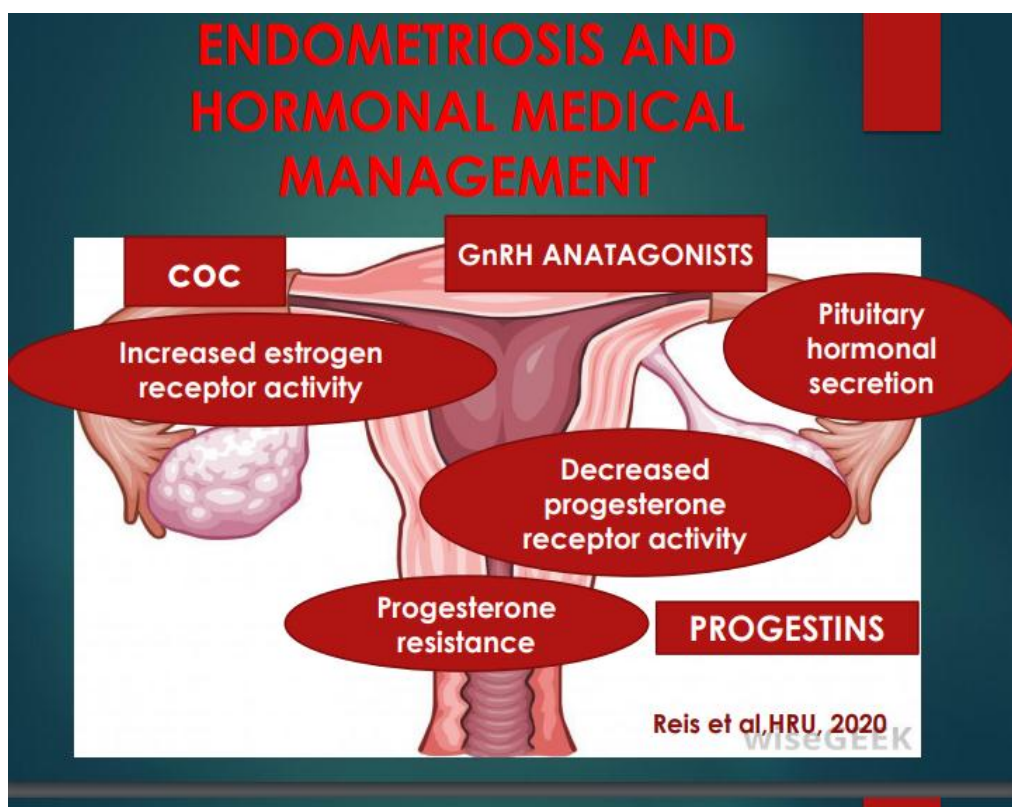 ENDOMETRIOSIS AND
HORMONAL MEDICAL
MANAGEMENT
COC
GnRH ANATAGONISTS
Increased estrogen
receptor activity
Pituitary
hormonal
secretion
Decreased
progesterone
receptor activity
Progesterone
resistance
PROGESTINS
Reis et al,HRU, 2020
wiseGEEK